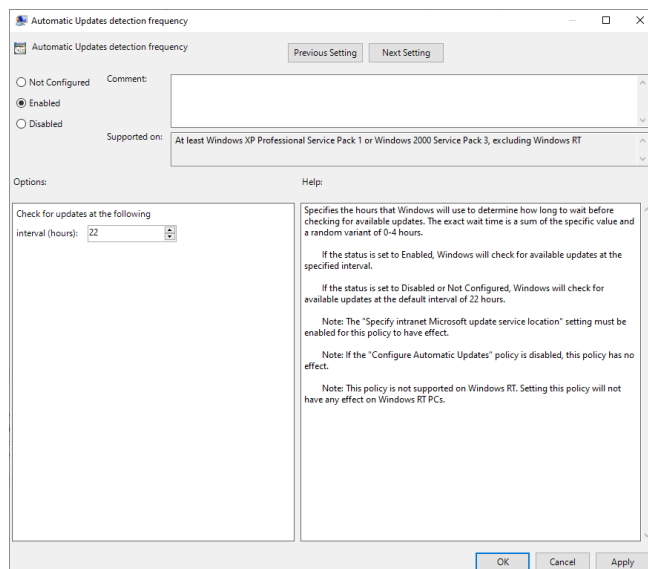 Automatic Updates detection frequency
Automatic Updates detection frequency
Previous Setting
Next Setting
Not Configured
Comment:
Enabled
Disabled
Supported on:
At least Windows XP Professional Service Pack 1 or Windows 2000 Service Pack 3, excluding Windows RT
Options:
Help:
Check for updates at the following
interval (hours):
22
Specifies the hours that Windows will use to determine how long to wait before
checking for available updates. The exact wait time is a sum of the specific value and
a random variant of 0-4 hours.
If the status is set to Enabled, Windows will check for available updates at the
specified interval.
If the status is set to Disabled or Not Configured, Windows will check for
available updates at the default interval of 22 hours.
Note: The "Specify intranet Microsoft update service location" setting must be
enabled for this policy to have effect.
Note: If the "Configure Automatic Updates" policy is disabled, this policy has no
effect.
Note: This policy is not supported on Windows RT. Setting this policy will not
have any effect on Windows RT PCs.
OK
Cancel
Apply